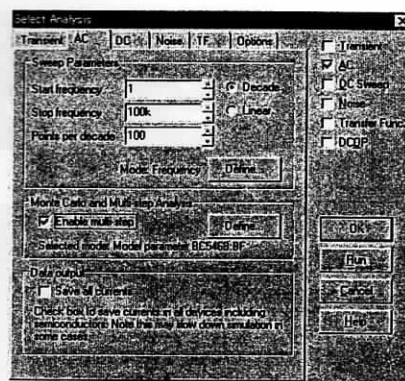 Select Analysis
Transient AC DC Noise TF Options
Sweep Parameters
Start frequency 1
Stop frequency 100k
Points per decade 100
Decade
Linear
Mode: Frequency Define...
Monte Carlo and Multi-step Analysis
Enable multi-step Define...
Selected mode: Model parameter BC546B:BF
Data output
Save all currents
Check box to save currents in all devices including
semiconductors. Note this may slow down simulation in
some cases
Transient
AC
DC Sweep
Noise
Transfer Func
DCOP
OK
Run
Cancel
Help